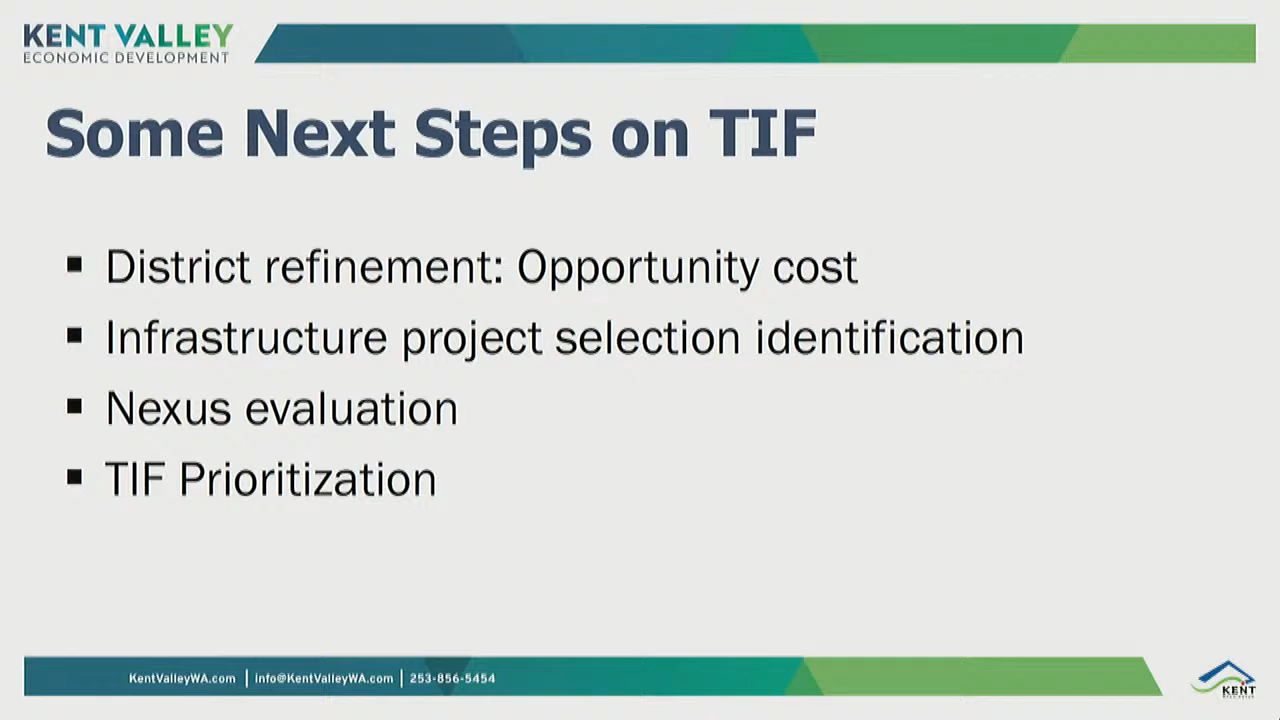 KENT VALLEY
ECONOMIC DEVELOPMENT
Some Next Steps on TIF
▪ District refinement: Opportunity cost
▪ Infrastructure project selection identification
▪ Nexus evaluation
▪ TIF Prioritization
KentValleyWA.com | info@KentValleyWA.com | 253-856-5454
KENT